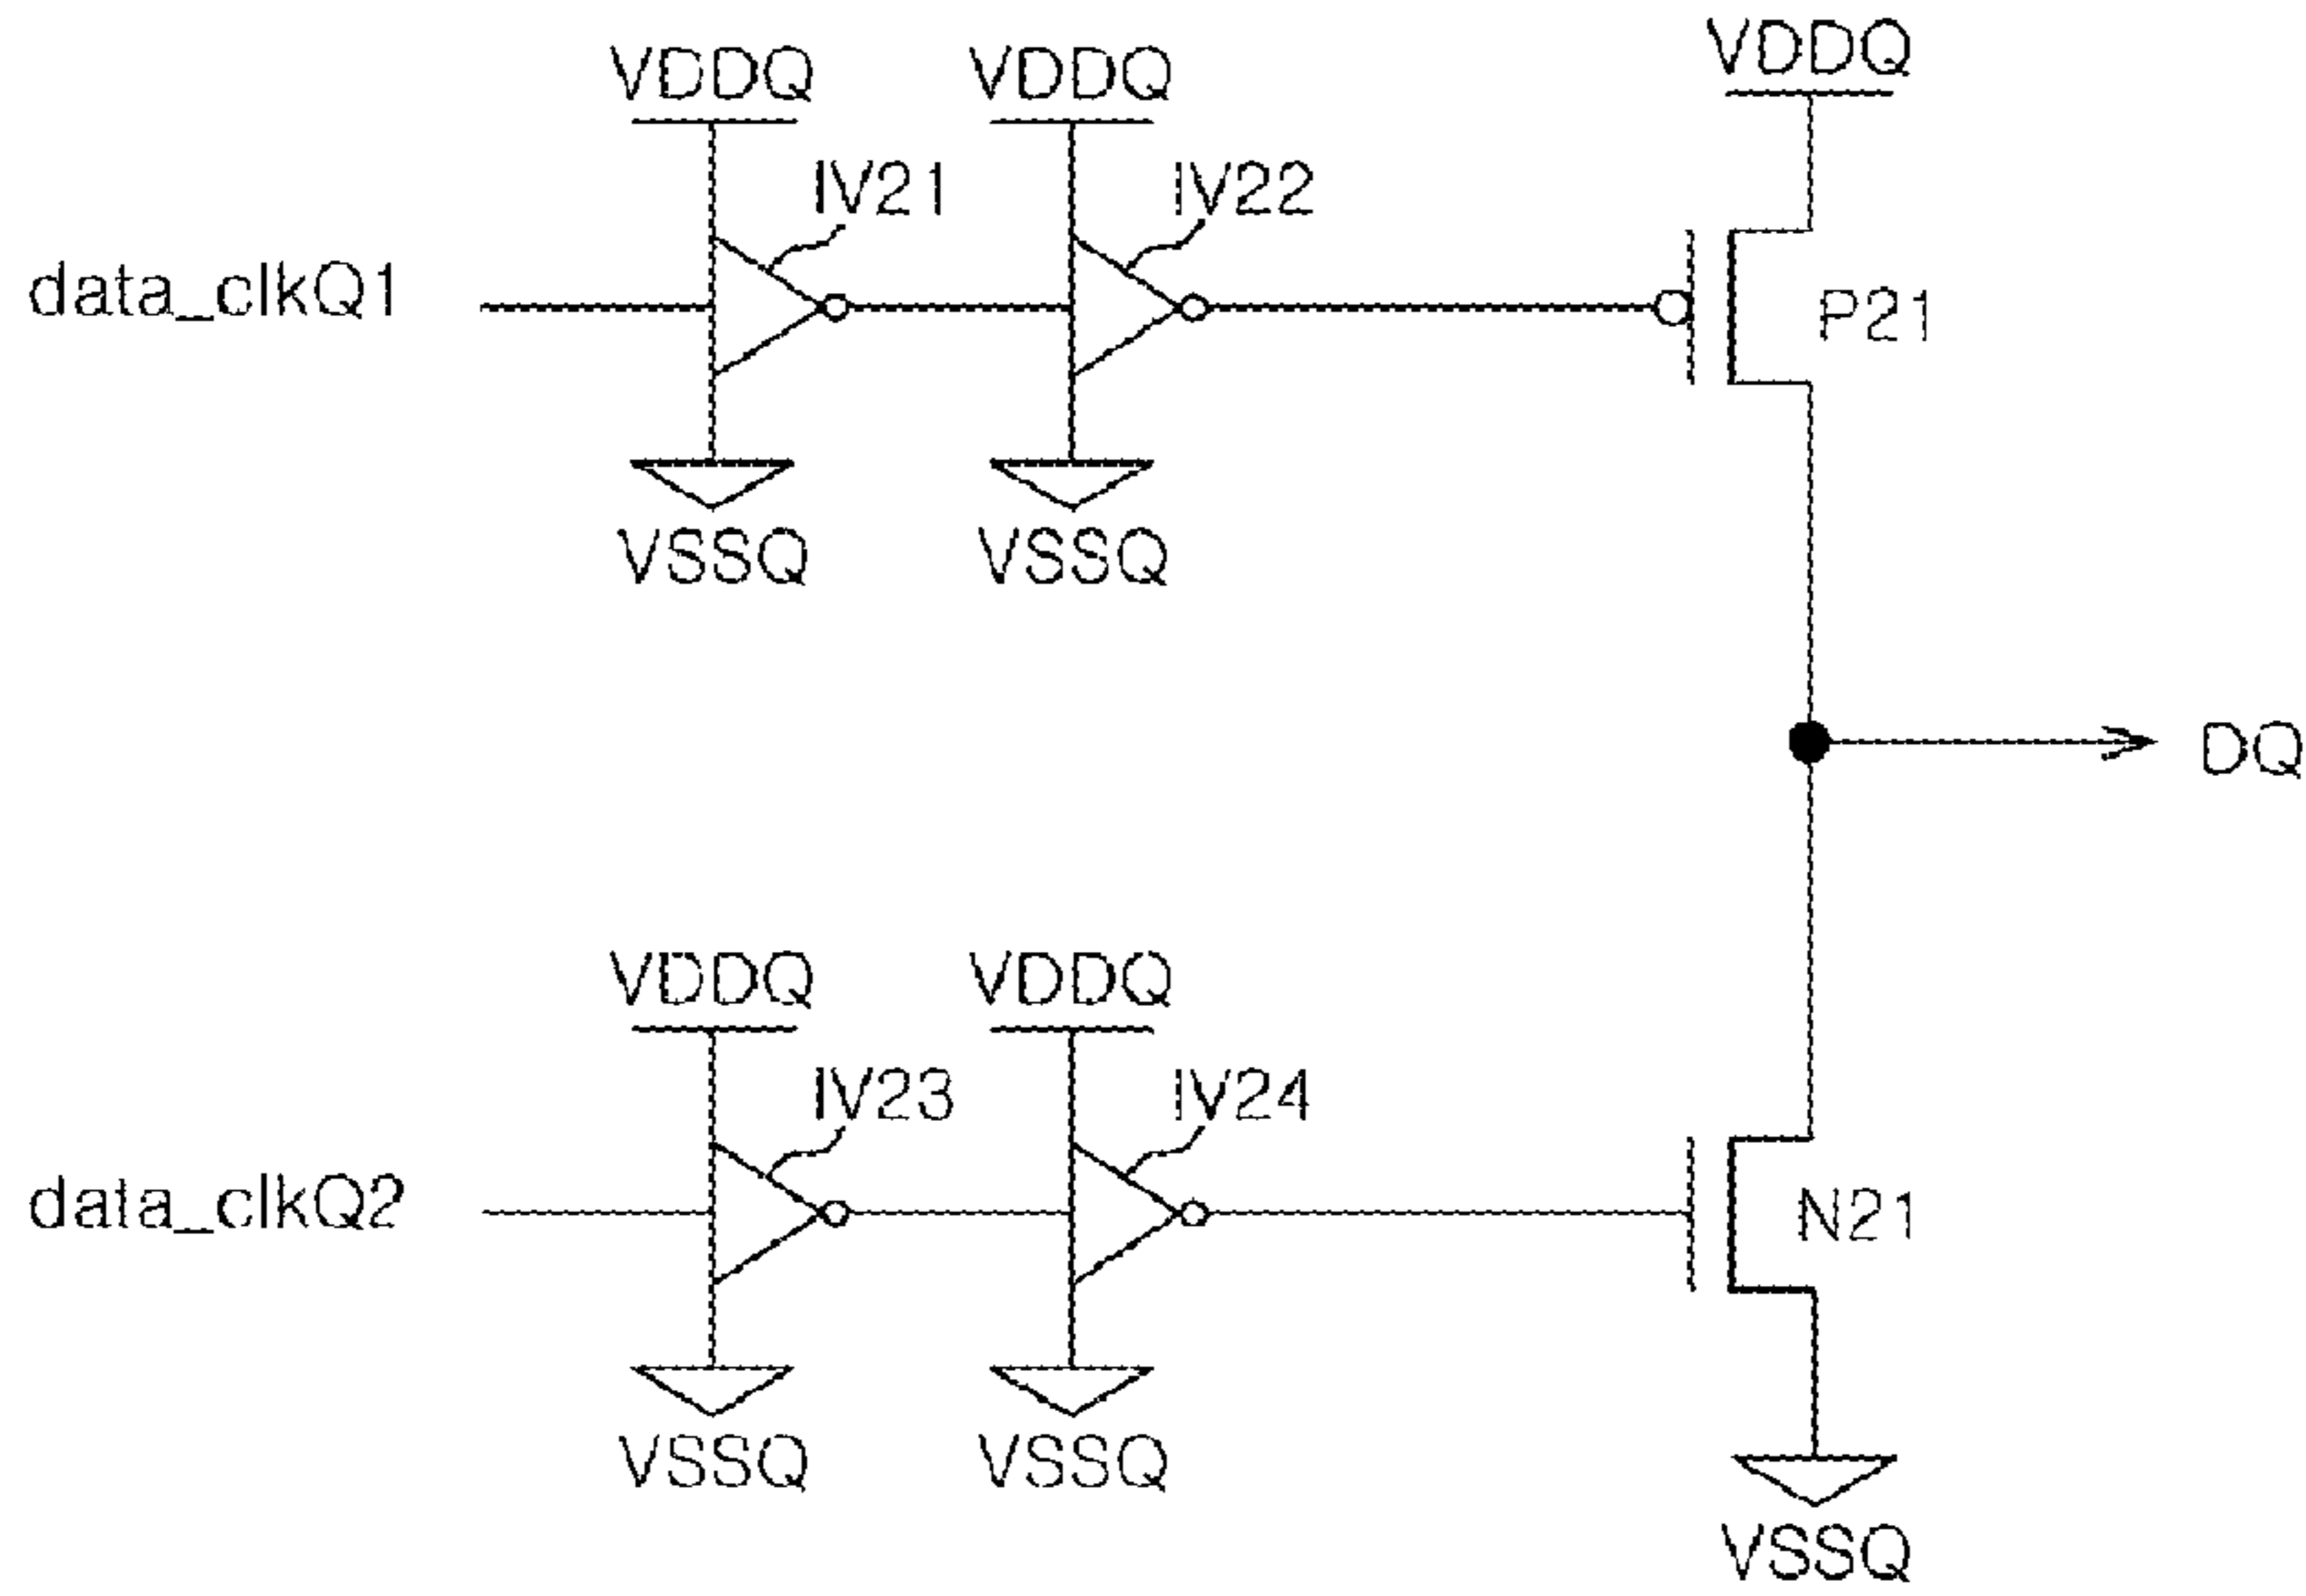 VDDQ VDDQ VDDQ
IV21 IV22
data_clkQ1
P21
VSSQ VSSQ
DQ
VDDQ VDDQ
IV23 IV24
data_clkQ2
N21
VSSQ VSSQ
VSSQ